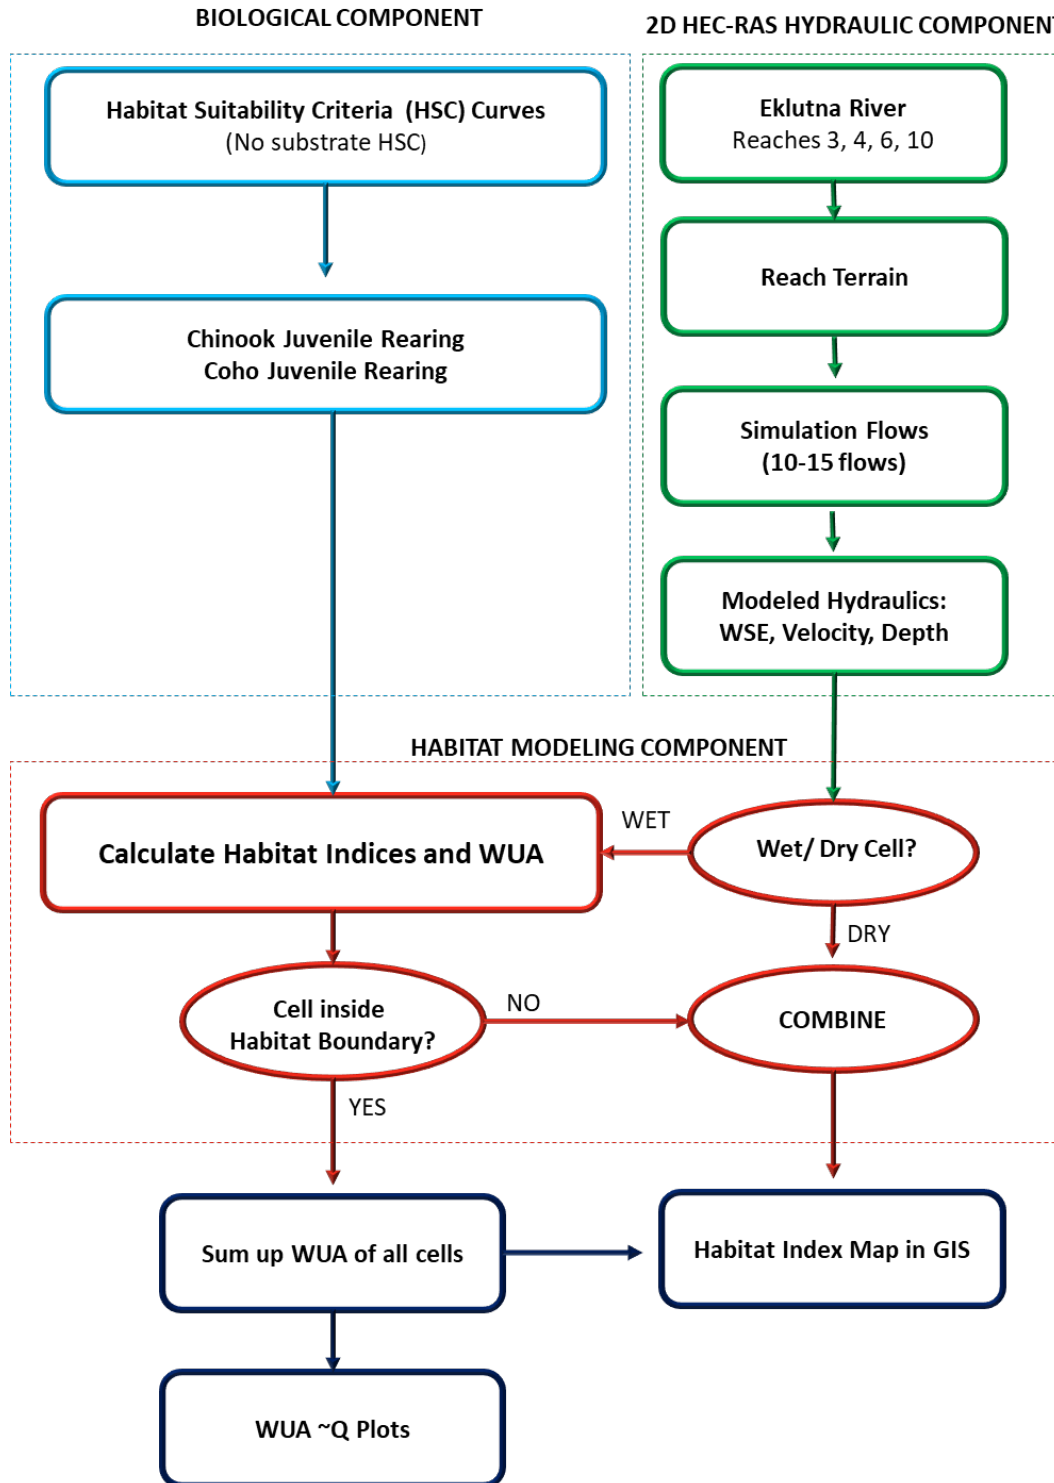 BIOLOGICAL COMPONENT
2D HEC-RAS HYDRAULIC COMPONENT
Habitat Suitability Criteria (HSC) Curves
(No substrate HSC)
Eklutna River
Reaches 3, 4, 6, 10
Reach Terrain
Chinook Juvenile Rearing
Coho Juvenile Rearing
Simulation Flows
(10-15 flows)
Modeled Hydraulics:
WSE, Velocity, Depth
HABITAT MODELING COMPONENT
Calculate Habitat Indices and WUA
WET
Wet/ Dry Cell?
DRY
Cell inside
Habitat Boundary?
NO
COMBINE
YES
Sum up WUA of all cells
Habitat Index Map in GIS
WUA ~Q Plots